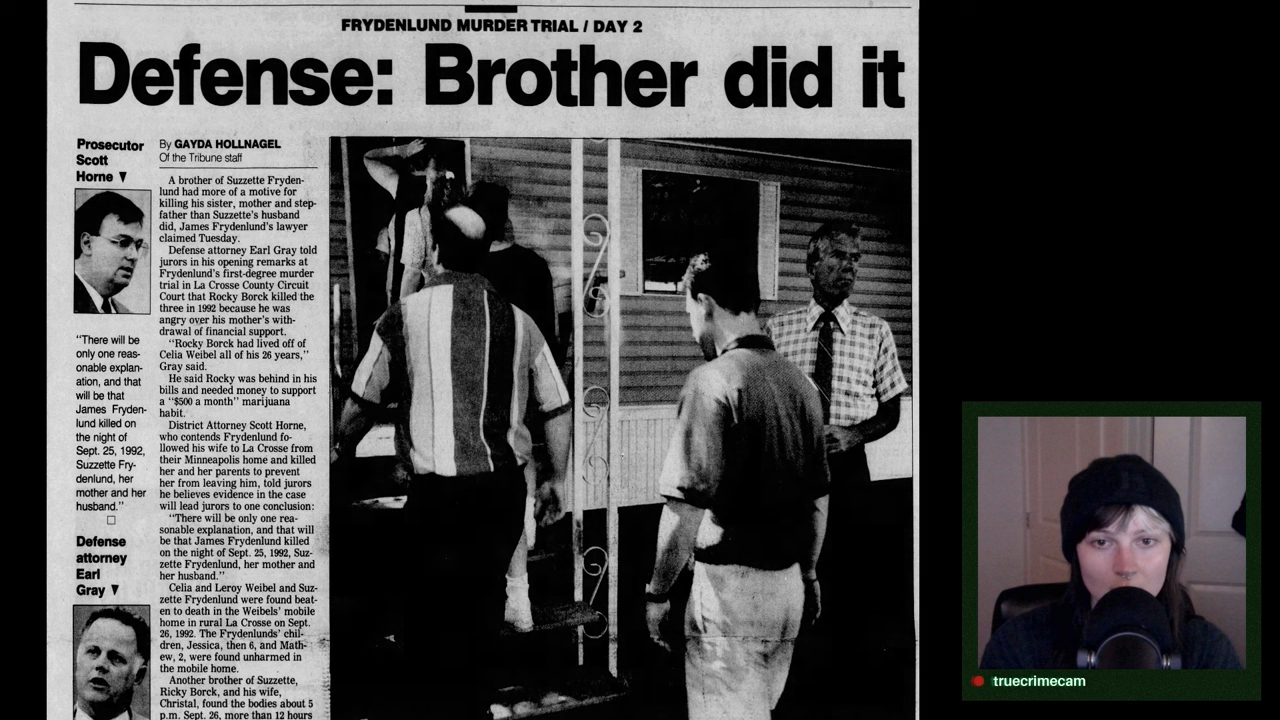 FRYDENLUND MURDER TRIAL / DAY 2
Defense: Brother did it
Prosecutor
Scott
Horne ▼
"There will be
only one reas-
onable explan-
ation, and that
will be that
James Fryden-
lund killed on
the night of
Sept. 25, 1992,
Suzette Fry-
denlund, her
mother and her
husband."
Defense
attorney
Earl
Gray ▼
By GAYDA HOLLNAGEL
Of the Tribune staff
A brother of Suzzette Fryden-
lund had more of a motive for
killing his sister, mother and step-
father than Suzzette's husband
did, James Frydenlund's lawyer
claimed Tuesday.
Defense attorney Earl Gray told
jurors in his opening remarks at
Frydenlund's first-degree murder
trial in La Crosse County Circuit
Court that Rocky Borck killed the
three in 1992 because he was
angry over his mother's with-
drawal of financial support.
"Rocky Borck had lived off of
Celia Weibel all of his 26 years,"
Gray said.
He said Rocky was behind in his
bills and needed money to support
a "$500 a month" marijuana
habit.
District Attorney Scott Horne,
who contends Frydenlund fo-
llowed his wife to La Crosse from
their Minneapolis home and killed
her and her parents to prevent
her from leaving him, told jurors
he believes evidence in the case
will lead jurors to one conclusion:
"There will be only one rea-
sonable explanation, and that will
be that James Frydenlund killed
on the night of Sept. 25, 1992, Suz-
zette Frydenlund, her mother and
her husband."
Celia and Leroy Weibel and Suz-
zette Frydenlund were found beat-
en to death in the Weibels' mobile
home in rural La Crosse on Sept.
26, 1992. The Frydenlunds' chil-
dren, Jessica, then 6, and Math-
ew, 2, were found unharmed in
the mobile home.
Another brother of Suzzette,
Ricky Borck, and his wife,
Christal, found the bodies about 5
p.m. Sept. 26, more than 12 hours
truecrimecam